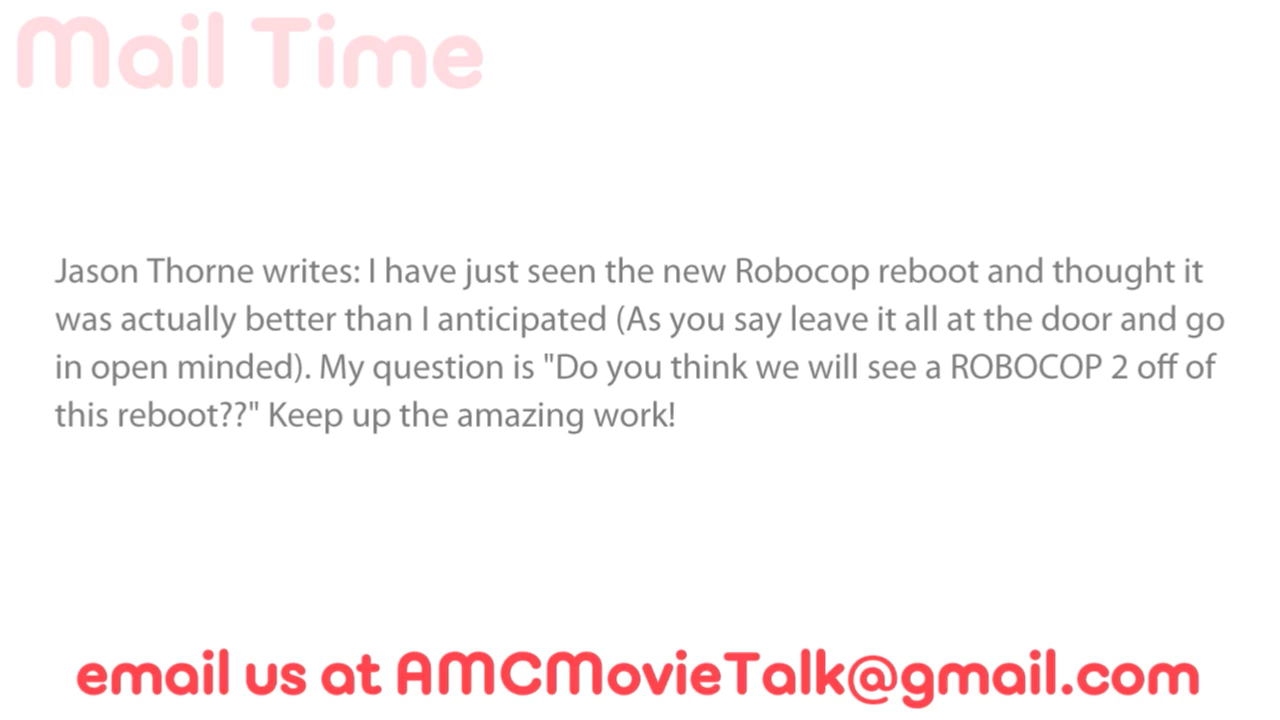 Mail Time
Jason Thorne writes: I have just seen the new Robocop reboot and thought it
was actually better than I anticipated (As you say leave it all at the door and go
in open minded). My question is "Do you think we will see a ROBOCOP 2 off of
this reboot??" Keep up the amazing work!
email us at AMCMovieTalk@gmail.com